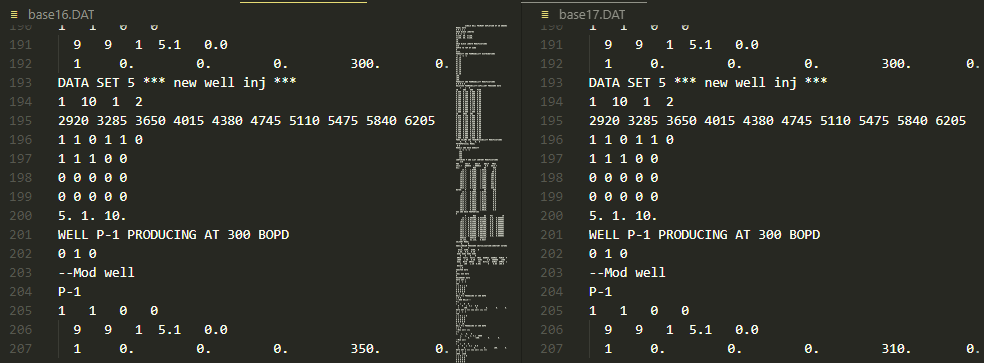 base16.DAT
190 1 1 0 0
191 9 9 1 5.1 0.0
192 1 0. 0. 0. 300. 0.
193 DATA SET 5 *** new well inj ***
194 1 10 1 2
195 2920 3285 3650 4015 4380 4745 5110 5475 5840 6205
196 1 1 0 1 1 0
197 1 1 1 0 0
198 0 0 0 0 0
199 0 0 0 0 0
200 5. 1. 10.
201 WELL P-1 PRODUCING AT 300 BOPD
202 0 1 0
203 --Mod well
204 P-1
205 1 1 0 0
206 9 9 1 5.1 0.0
207 1 0. 0. 0. 350. 0.
base17.DAT
190 1 1 0 0
191 9 9 1 5.1 0.0
192 1 0. 0. 0. 300. 0.
193 DATA SET 5 *** new well inj ***
194 1 10 1 2
195 2920 3285 3650 4015 4380 4745 5110 5475 5840 6205
196 1 1 0 1 1 0
197 1 1 1 0 0
198 0 0 0 0 0
199 0 0 0 0 0
200 5. 1. 10.
201 WELL P-1 PRODUCING AT 300 BOPD
202 0 1 0
203 --Mod well
204 P-1
205 1 1 0 0
206 9 9 1 5.1 0.0
207 1 0. 0. 0. 310. 0.